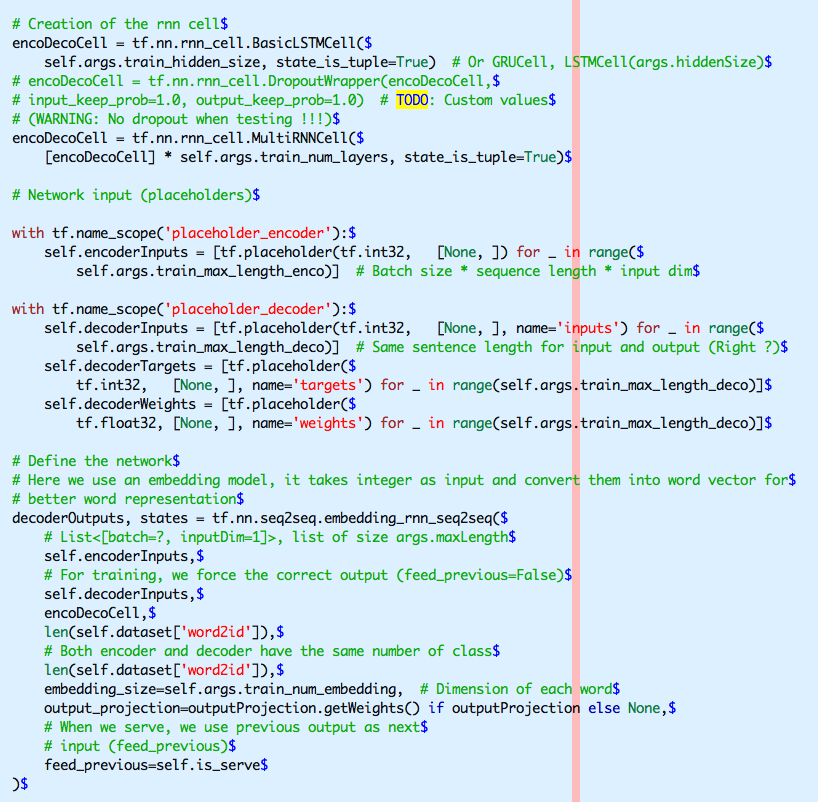 # Creation of the rnn cell$
encoDecoCell = tf.nn.rnn_cell.BasicLSTMCell($
    self.args.train_hidden_size, state_is_tuple=True)  # Or GRUCell, LSTMCell(args.hiddenSize)$
# encoDecoCell = tf.nn.rnn_cell.DropoutWrapper(encoDecoCell,$
# input_keep_prob=1.0, output_keep_prob=1.0)  # TODO: Custom values$
# (WARNING: No dropout when testing !!!)$
encoDecoCell = tf.nn.rnn_cell.MultiRNNCell($
    [encoDecoCell] * self.args.train_num_layers, state_is_tuple=True)$

# Network input (placeholders)$

with tf.name_scope('placeholder_encoder'):$
    self.encoderInputs = [tf.placeholder(tf.int32,   [None, ]) for _ in range($
        self.args.train_max_length_enco)]  # Batch size * sequence length * input dim$

with tf.name_scope('placeholder_decoder'):$
    self.decoderInputs = [tf.placeholder(tf.int32,   [None, ], name='inputs') for _ in range($
        self.args.train_max_length_deco)]  # Same sentence length for input and output (Right ?)$
    self.decoderTargets = [tf.placeholder($
        tf.int32,   [None, ], name='targets') for _ in range(self.args.train_max_length_deco)]$
    self.decoderWeights = [tf.placeholder($
        tf.float32, [None, ], name='weights') for _ in range(self.args.train_max_length_deco)]$

# Define the network$
# Here we use an embedding model, it takes integer as input and convert them into word vector for$
# better word representation$
decoderOutputs, states = tf.nn.seq2seq.embedding_rnn_seq2seq($
    # List<[batch=?, inputDim=1]>, list of size args.maxLength$
    self.encoderInputs,$
    # For training, we force the correct output (feed_previous=False)$
    self.decoderInputs,$
    encoDecoCell,$
    len(self.dataset['word2id']),$
    # Both encoder and decoder have the same number of class$
    len(self.dataset['word2id']),$
    embedding_size=self.args.train_num_embedding,  # Dimension of each word$
    output_projection=outputProjection.getWeights() if outputProjection else None,$
    # When we serve, we use previous output as next$
    # input (feed_previous)$
    feed_previous=self.is_serve$
)$